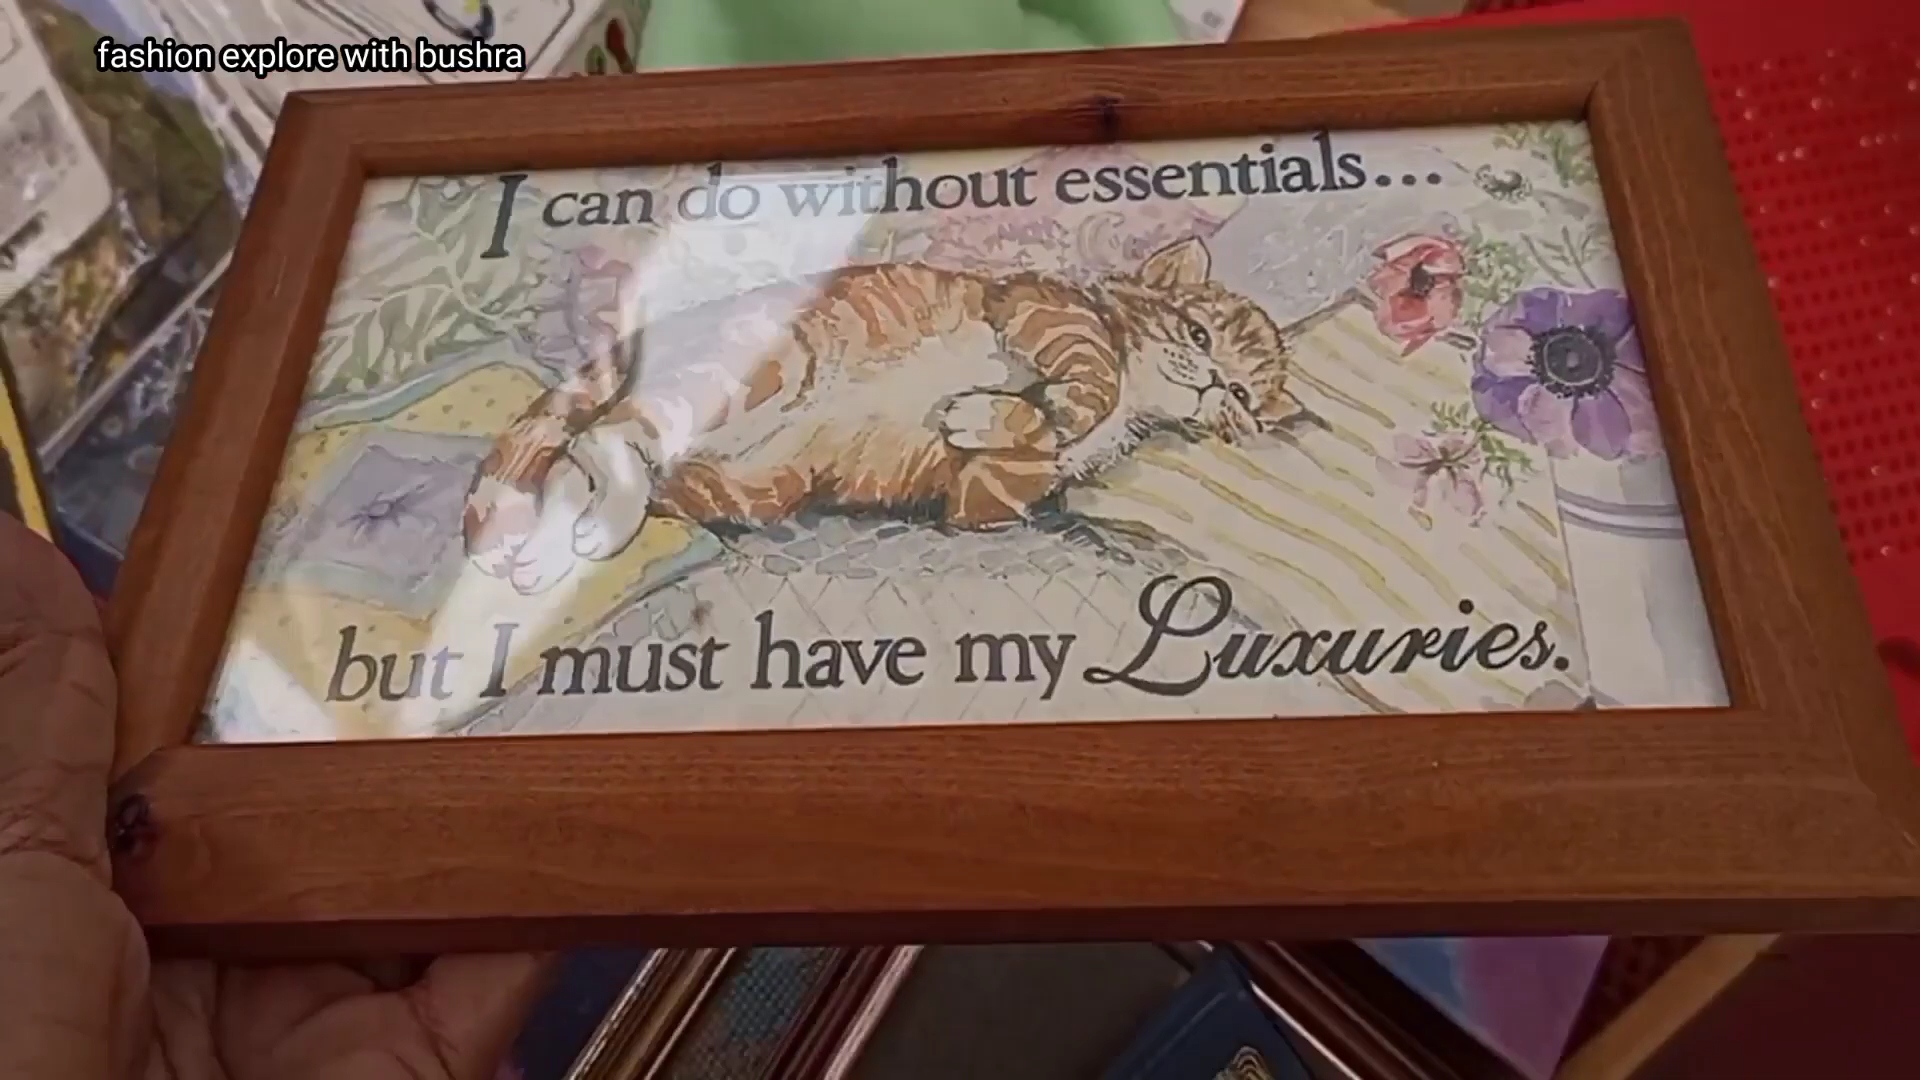 fashion explore with bushra
I can do without essentials...
but I must have my Luxuries.